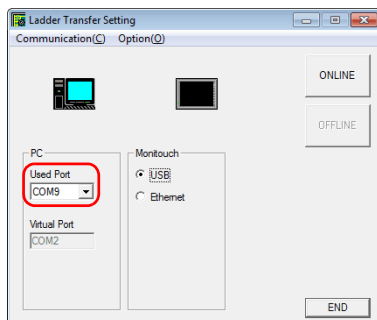 Ladder Transfer Setting
Communication(C) Option(O)
ONLINE
OFFLINE
PC
Used Port
COM9
Virtual Port
COM2
Monitouch
USB
Ethernet
END